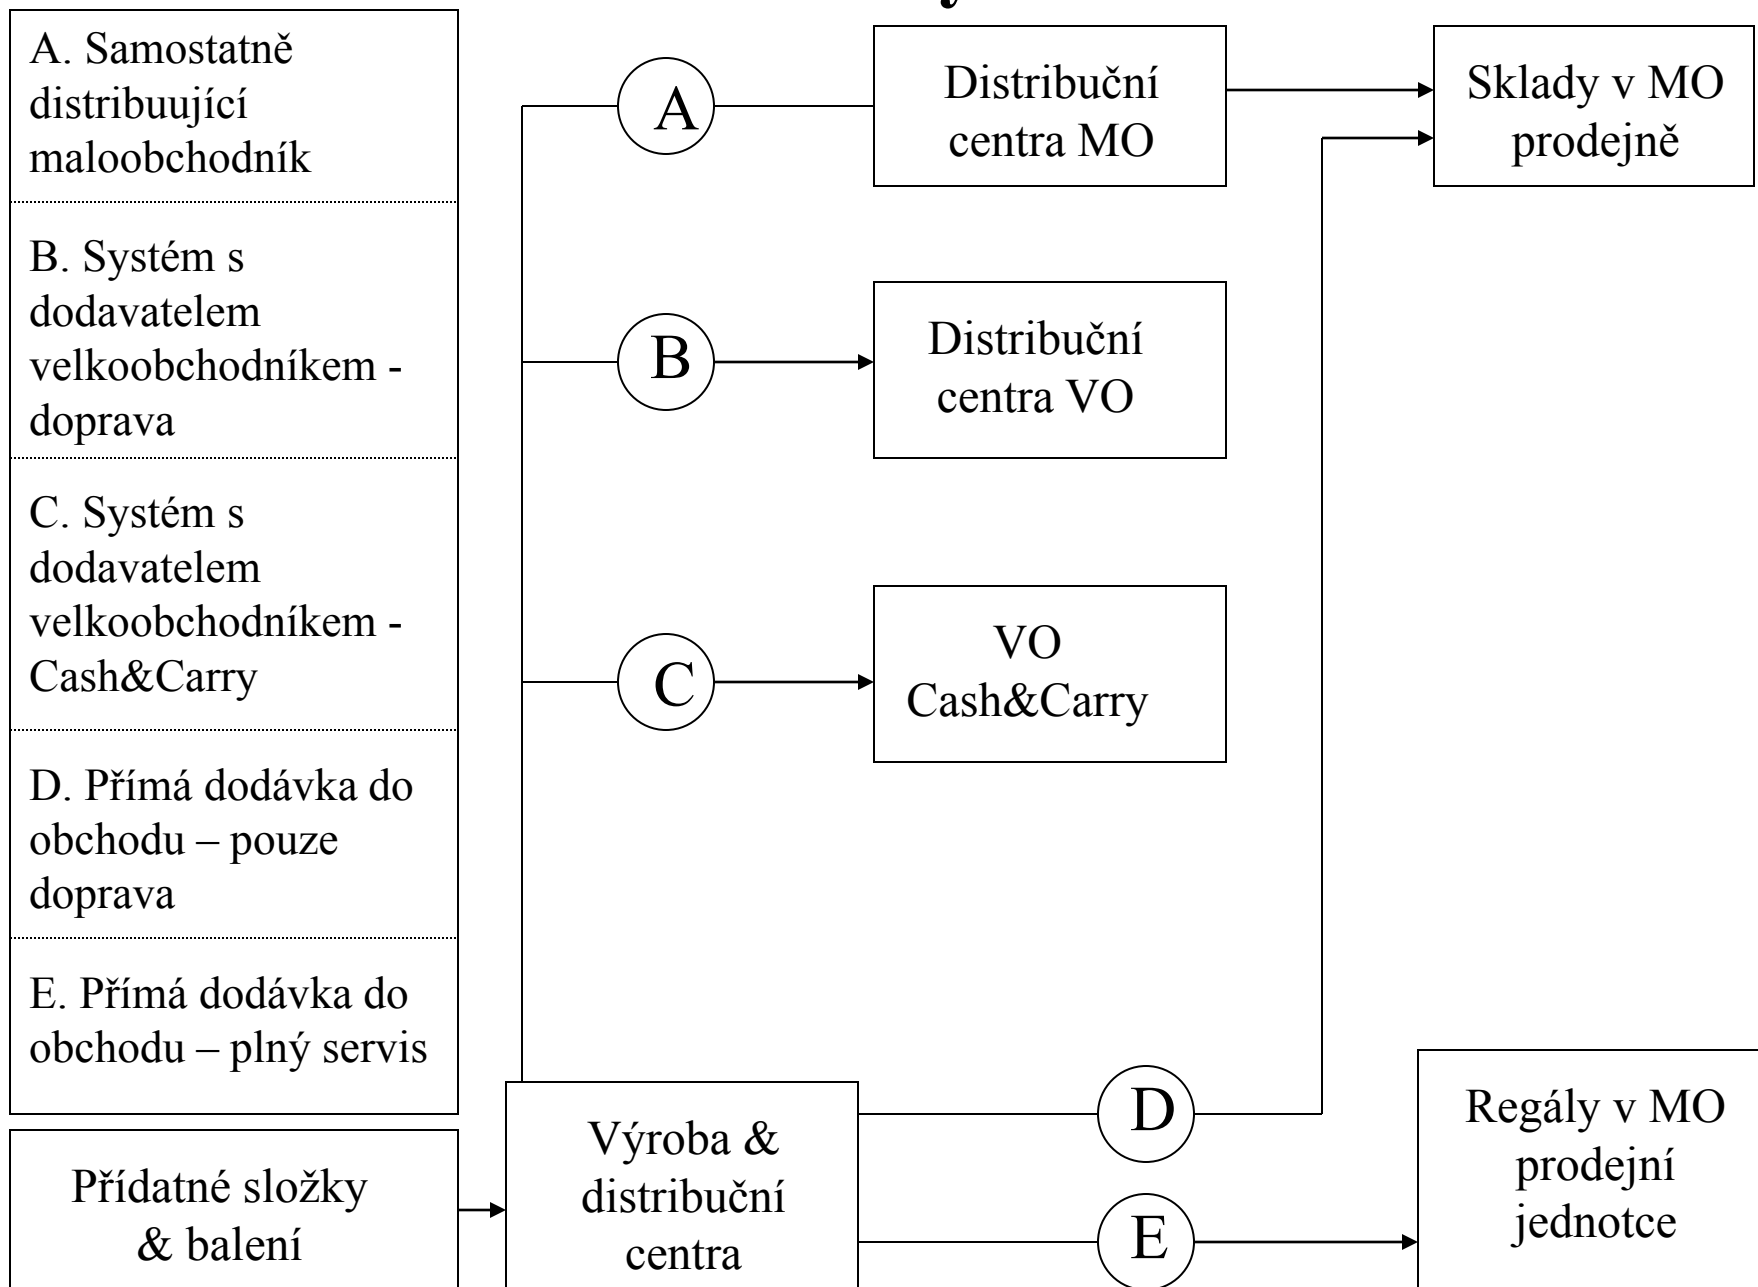 A. Samostatně
distribuující
maloobchodník
B. Systém s
dodavatelem
velkoobchodníkem -
doprava
C. Systém s
dodavatelem
velkoobchodníkem -
Cash&Carry
D. Přímá dodávka do
obchodu – pouze
doprava
E. Přímá dodávka do
obchodu – plný servis
Přídatné složky
& balení
A
B
C
Distribuční
centra MO
Distribuční
centra VO
VO
Cash&Carry
Sklady v MO
prodejně
Výroba &
distribuční
centra
D
E
Regály v MO
prodejní
jednotce